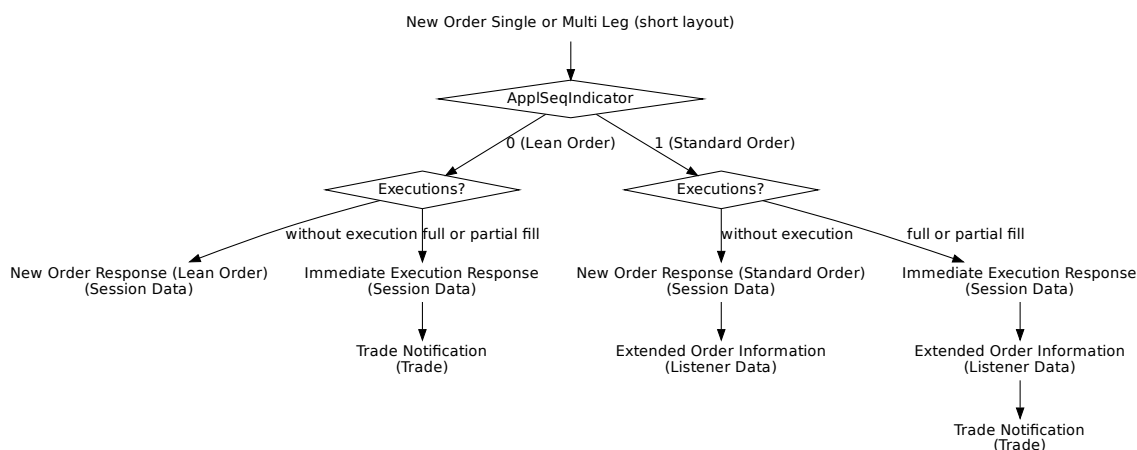 New Order Single or Multi Leg (short layout)
ApplSeqIndicator
0 (Lean Order)
1 (Standard Order)
Executions?
Executions?
without execution
full or partial fill
without execution
full or partial fill
New Order Response (Lean Order)
(Session Data)
Immediate Execution Response
(Session Data)
New Order Response (Standard Order)
(Session Data)
Immediate Execution Response
(Session Data)
Trade Notification
(Trade)
Extended Order Information
(Listener Data)
Extended Order Information
(Listener Data)
Trade Notification
(Trade)